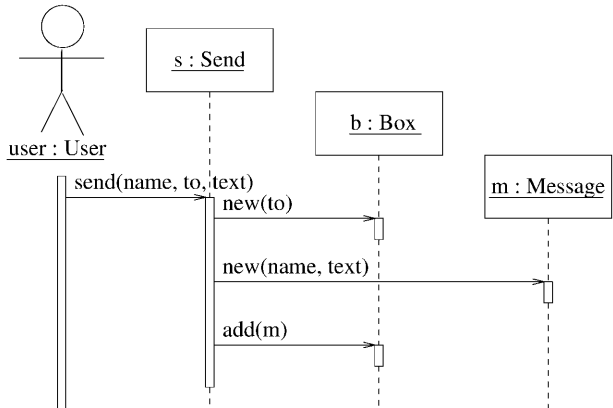 s : Send
b : Box
user : User
send(name, to, text)
m : Message
new(to)
new(name, text)
add(m)